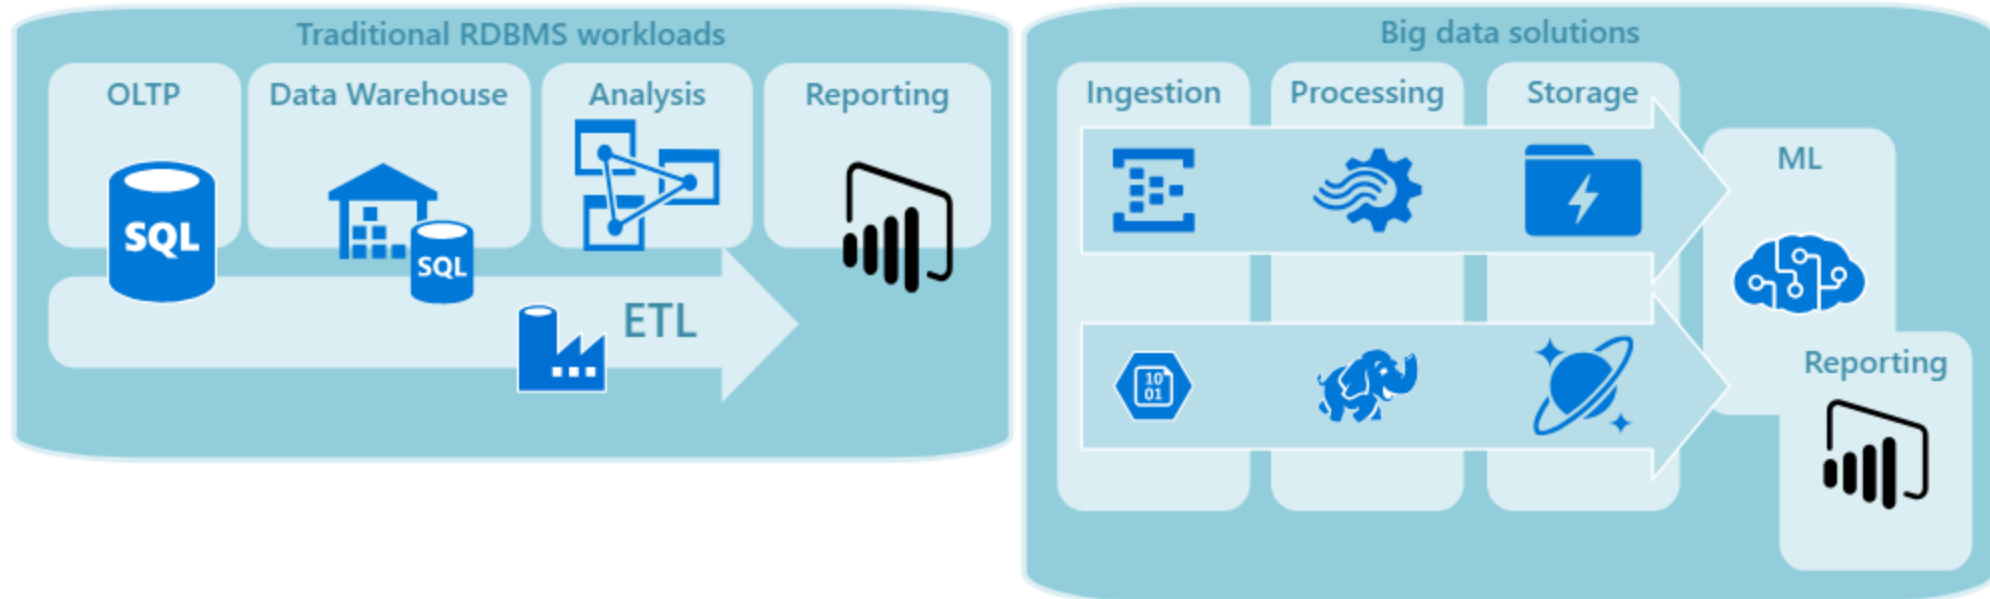 Traditional RDBMS workloads
OLTP
Data Warehouse
Analysis
Reporting
SQL
SQL
ETL
Big data solutions
Ingestion
Processing
Storage
ML
10
01
Reporting